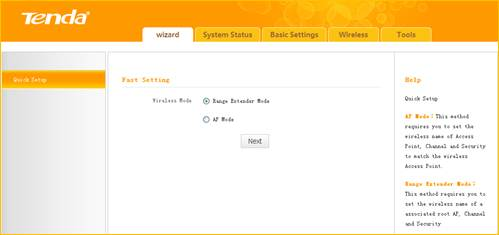 Tenda®
wizard
System Status
Basic Settings
Wireless
Tools
Quick Setup
Fast Setting
Wireless Mode
Range Extender Mode
AP Mode
Next
Help
Quick Setup
AP Mode: This method
requires you to set the
wireless name of Access
Point, Channel and Security
to match the wireless
Access Point.
Range Extender Mode:
This method requires you to
set the wireless name of a
associated root AP, Channel
and Security